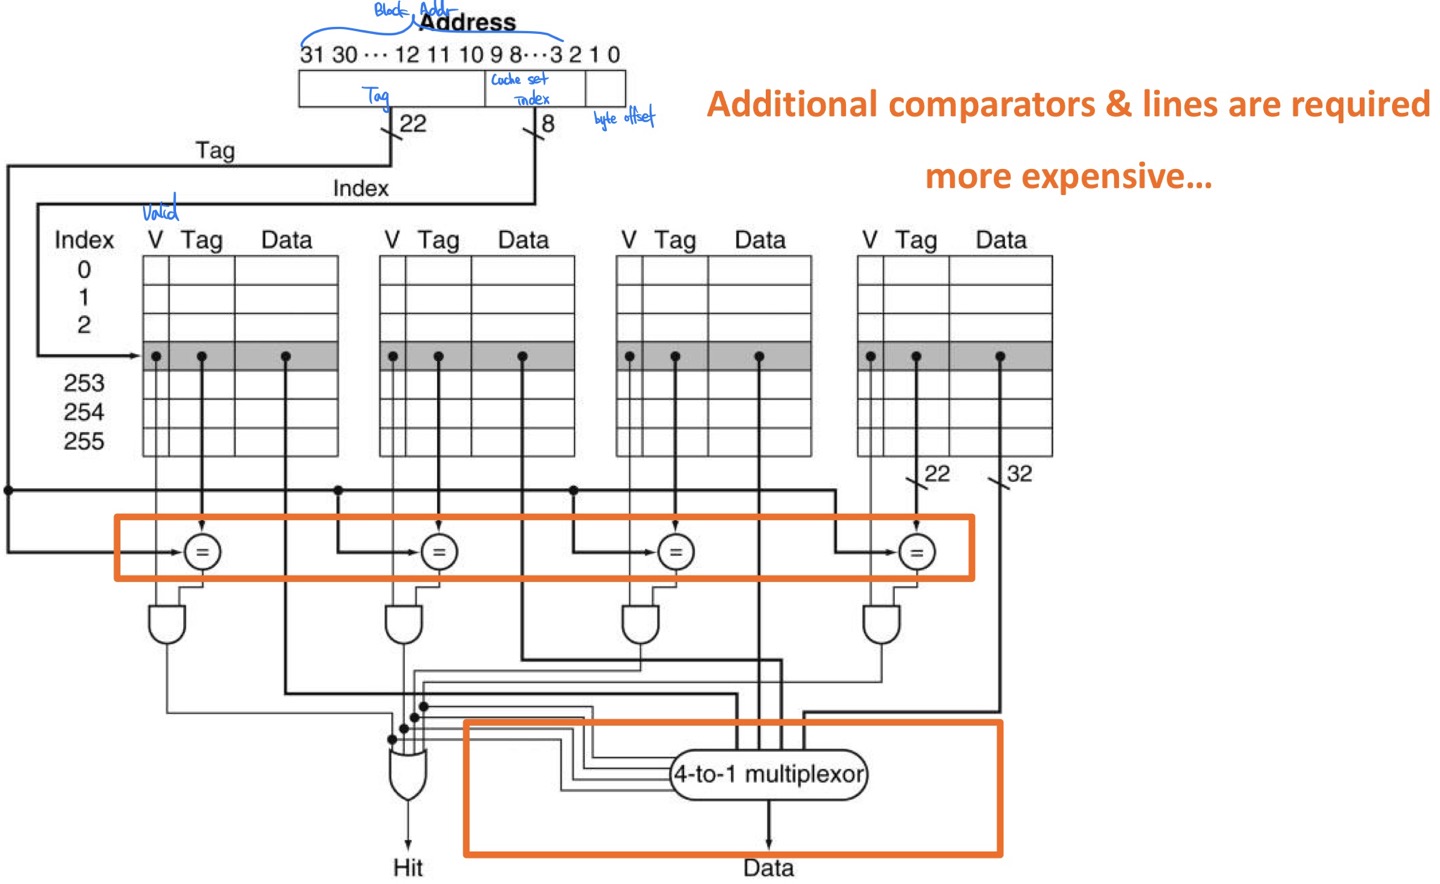 Block Addr
Address
31 30 ··· 12 11 10 9 8···3 2 1 0
Tag
Cache set
Index
byte offset
22
8
Additional comparators & lines are required
more expensive…
Tag
Index
Valid
Index V Tag Data V Tag Data V Tag Data V Tag Data
0
1
2
253
254
255
22
32
= = = =
4-to-1 multiplexor
Hit
Data